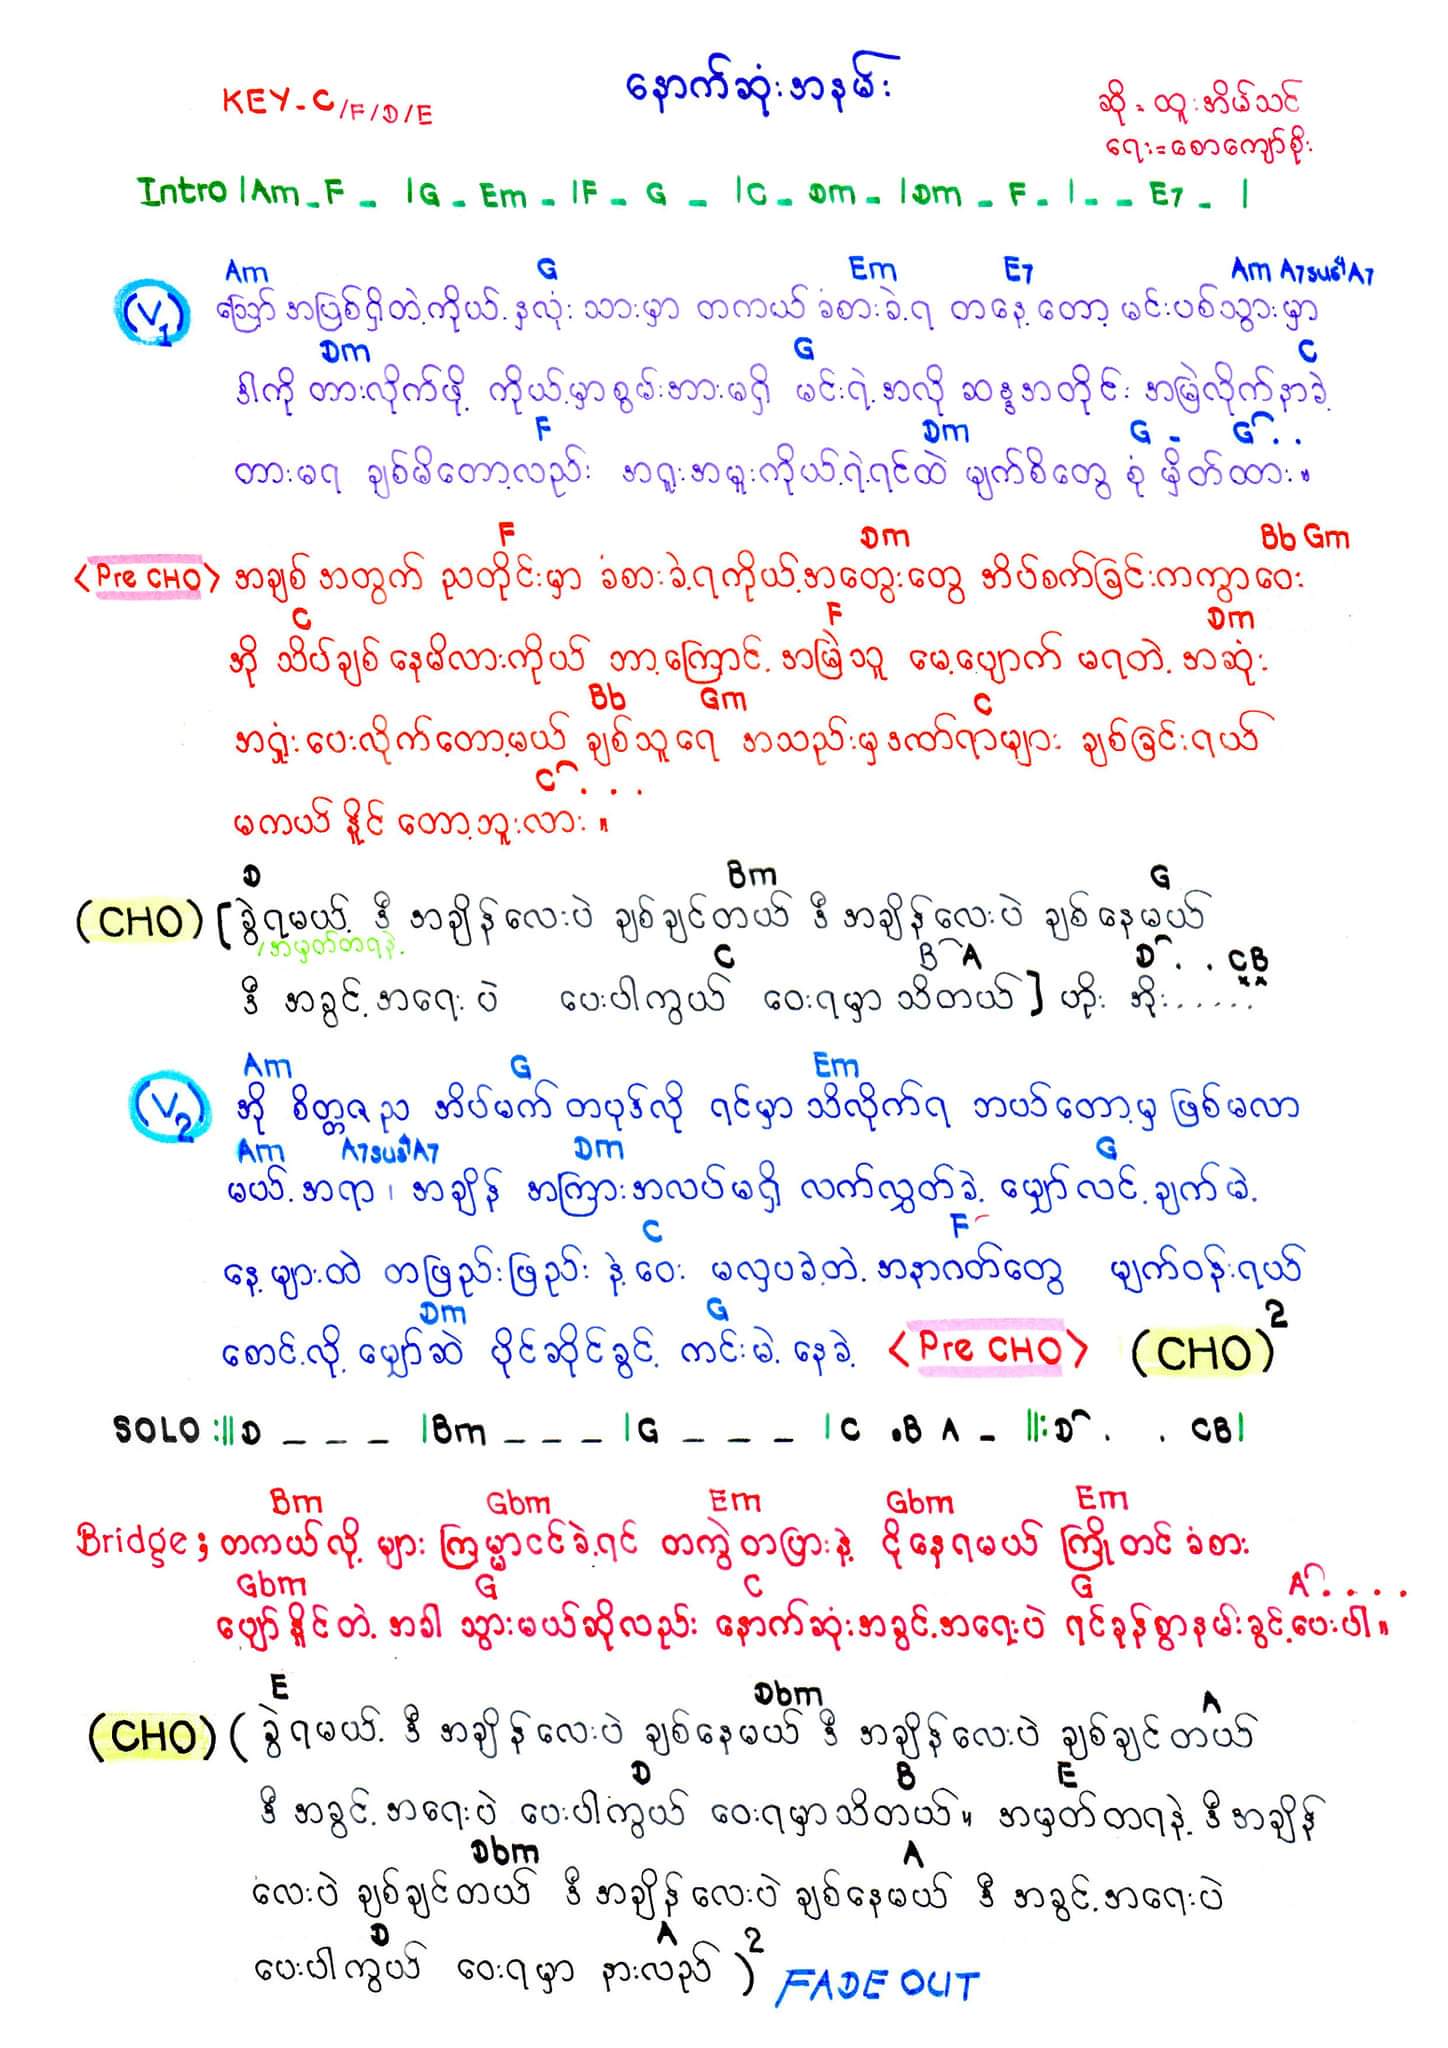 နောက်ဆုံးအနမ်း
KEY-C/F/D/E
ဆို = ထူးအိမ်သင်
ရေး = စောကျော်စိုး
Intro |Am - F - |G - Em - |F - G - |C - Dm - |Dm - F - | - - E7 - |
Am G Em E7 Am A7sus4 A7
V1 သြော် အဖြစ်ရှိတဲ့ကိုယ့် နှလုံးသားမှာ တကယ် ခံစားခဲ့ရ တနေ့တော့ မင်းပစ်သွားမှာ
Dm G C
ဒါကို တားလိုက်ဖို့ ကိုယ့်မှာစွမ်းအားမရှိ မင်းရဲ့အလို ဆန္ဒအတိုင်း အမြဲလိုက်နာခဲ့
F Dm G - G . .
တားမရ ချစ်မိတော့လည်း အရူးအမူးကိုယ့်ရဲ့ရင်ထဲ မျက်စိတွေ စုံမှိတ်ထား။
F Dm Bb Gm
<Pre CHO> အချစ်အတွက် ညတိုင်းမှာ ခံစားခဲ့ရကိုယ့်အတွေးတွေ အိပ်စက်ခြင်းကကွာဝေး
C F Dm
အို သိပ်ချစ်နေမိလားကိုယ် ဘာ့ကြောင့် အမြဲသူ မေ့ပျောက် မရတဲ့ အဆုံး
Bb Gm C
အရှုံးပေးလိုက်တော့မယ် ချစ်သူရေ အသည်းမှဒဏ်ရာများ ချစ်ခြင်းရယ်
C . . .
မကယ်နိုင်တော့ဘူးလား။
D Bm G
(CHO) [ ခွဲရမယ့် ဒီအချိန်လေးပဲ ချစ်ချင်တယ် ဒီအချိန်လေးပဲ ချစ်နေမယ်
/အမှတ်တရနဲ့
C B A D . . CB
ဒီအခွင့်အရေးပဲ ပေးပါကွယ် ဝေးရမှာသိတယ် ] ဟိုး အိုး......
Am G Em
V2 အို စိတ္တဇည အိပ်မက်တပုဒ်လို ရင်မှာသိလိုက်ရ ဘယ်တော့မှ ဖြစ်မလာ
Am A7sus4 A7 Dm G
မယ့်အရာ၊ အချိန် အကြားအလပ်မရှိ လက်လွှတ်ခဲ့ မျှော်လင့်ချက်မဲ့
C F
နေ့များထဲ တဖြည်းဖြည်းနဲ့ဝေး မလှပခဲ့တဲ့အနာဂတ်တွေ မျက်ဝန်းရယ်
Dm G
စောင့်လို့မျှော်ဆဲ ပိုင်ဆိုင်ခွင့် ကင်းမဲ့နေခဲ့ <Pre CHO> (CHO)2
SOLO :||D - - - |Bm - - - |G - - - |C .B A - ||:D . . CB|
Bm Gbm Em Gbm Em
Bridge; တကယ်လို့များ ကြမ္မာငင်ခဲ့ရင် တကွဲတပြားနဲ့ ငိုနေရမယ် ကြိုတင်ခံစား
Gbm G C G A . . . .
ပျော်နိုင်တဲ့အခါ သွားမယ်ဆိုလည်း နောက်ဆုံးအခွင့်အရေးပဲ ရင်ခုန်စွာနမ်းခွင့်ပေးပါ။
E Dbm A
(CHO) ( ခွဲရမယ့် ဒီအချိန်လေးပဲ ချစ်နေမယ် ဒီအချိန်လေးပဲ ချစ်ချင်တယ်
D B E
ဒီအခွင့်အရေးပဲ ပေးပါကွယ် ဝေးရမှာသိတယ်။ အမှတ်တရနဲ့ ဒီအချိန်
Dbm A
လေးပဲ ချစ်ချင်တယ် ဒီအချိန်လေးပဲ ချစ်နေမယ် ဒီအခွင့်အရေးပဲ
D A
ပေးပါကွယ် ဝေးရမှာ နားလည် )2 FADE OUT